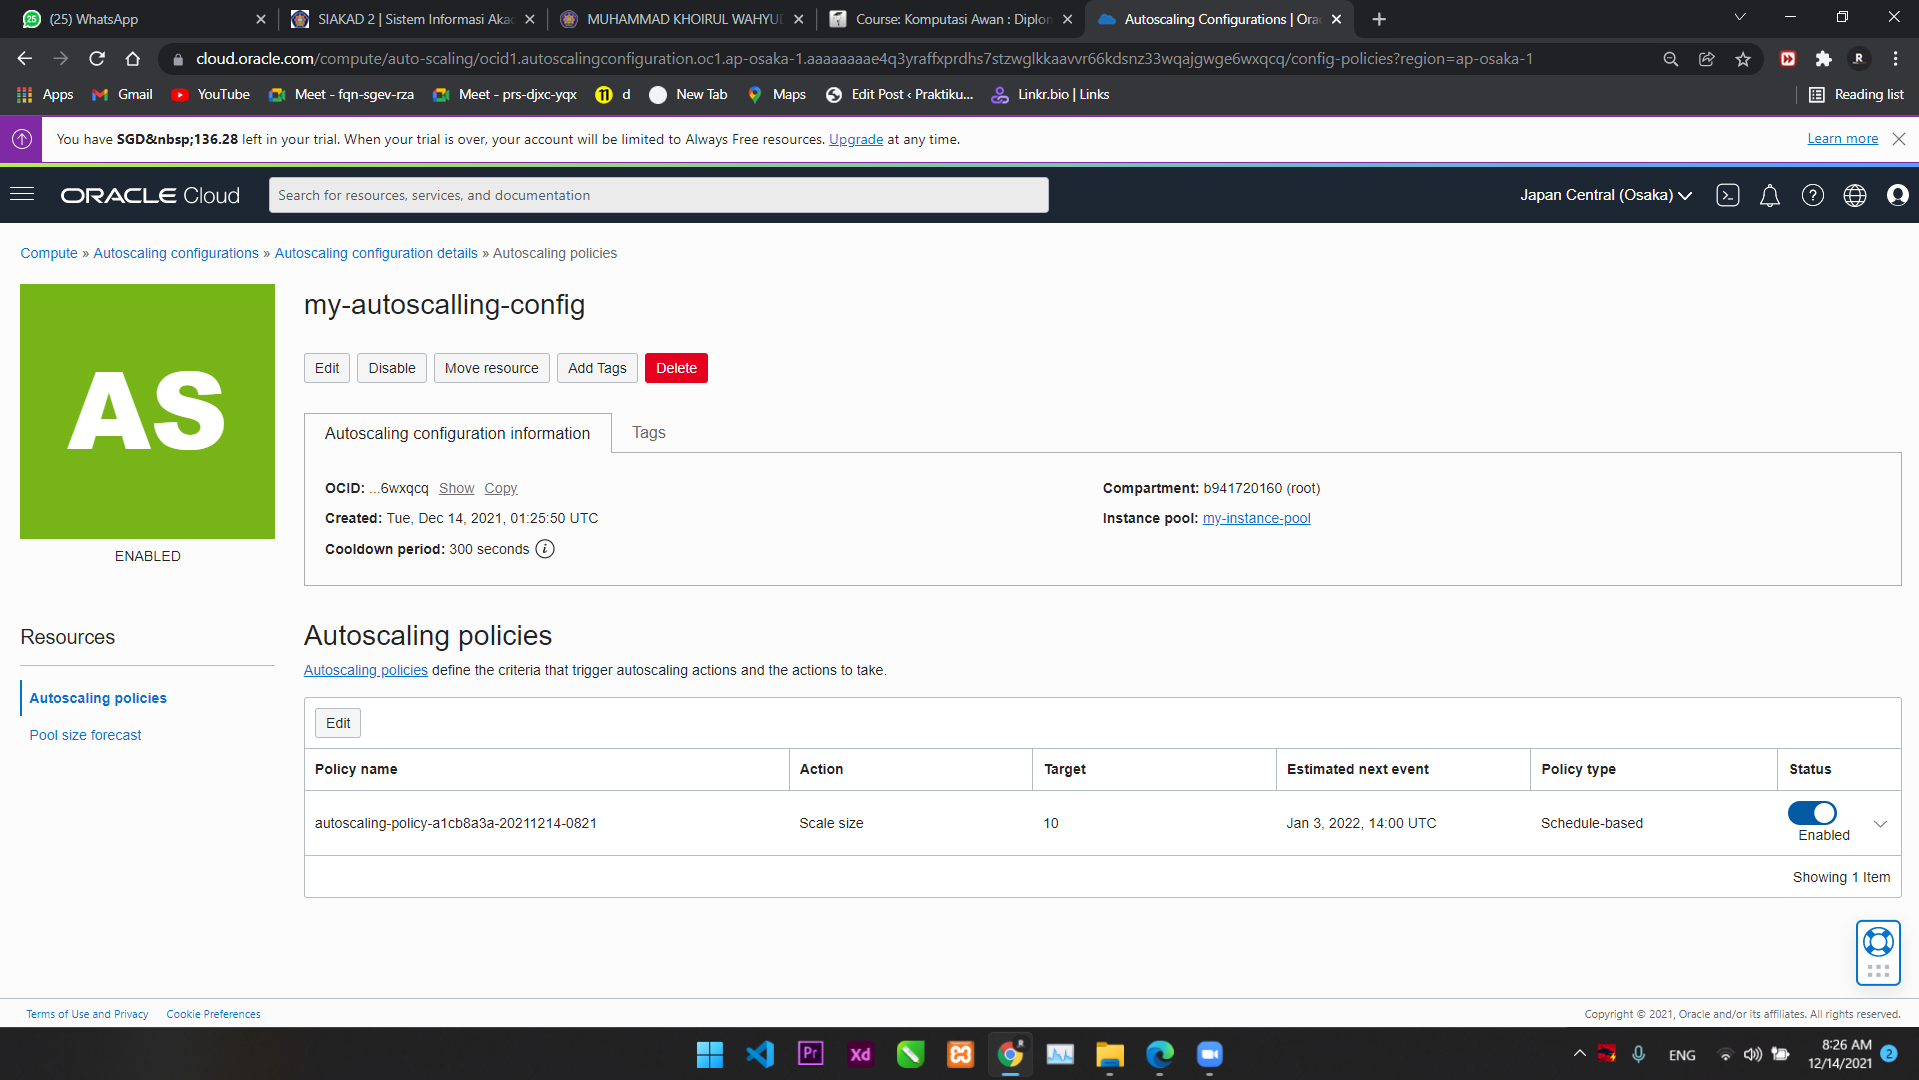 (25) WhatsApp
SIAKAD 2 | Sistem Informasi Aka
MUHAMMAD KHOIRUL WAHYUD
Course: Komputasi Awan : Diplon
Autoscaling Configurations | Ora
cloud.oracle.com/compute/auto-scaling/ocid1.autoscalingconfiguration.oc1.ap-osaka-1.aaaaaaaae4q3yraffxprdhs7stzwglkkaavvr66kdsnz33wqajgwge6wxqcq/config-policies?region=ap-osaka-1
R
Apps
Gmail
YouTube
Meet - fqn-sgev-rza
Meet - prs-djxc-yqx
d
New Tab
Maps
Edit Post ‹ Praktiku...
Linkr.bio | Links
Reading list
You have SGD&nbsp;136.28 left in your trial. When your trial is over, your account will be limited to Always Free resources. Upgrade at any time.
Learn more
ORACLE Cloud
Search for resources, services, and documentation
Japan Central (Osaka)
Compute » Autoscaling configurations » Autoscaling configuration details » Autoscaling policies
AS
ENABLED
my-autoscalling-config
Edit
Disable
Move resource
Add Tags
Delete
Autoscaling configuration information
Tags
OCID: ...6wxqcq Show Copy
Created: Tue, Dec 14, 2021, 01:25:50 UTC
Cooldown period: 300 seconds
Compartment: b941720160 (root)
Instance pool: my-instance-pool
Resources
Autoscaling policies
Pool size forecast
Autoscaling policies
Autoscaling policies define the criteria that trigger autoscaling actions and the actions to take.
Edit
Policy name Action Target Estimated next event Policy type Status
autoscaling-policy-a1cb8a3a-20211214-0821 Scale size 10 Jan 3, 2022, 14:00 UTC Schedule-based Enabled
Showing 1 Item
Terms of Use and Privacy
Cookie Preferences
Copyright © 2021, Oracle and/or its affiliates. All rights reserved.
Pr
Xd
R
ENG
8:26 AM
12/14/2021
2